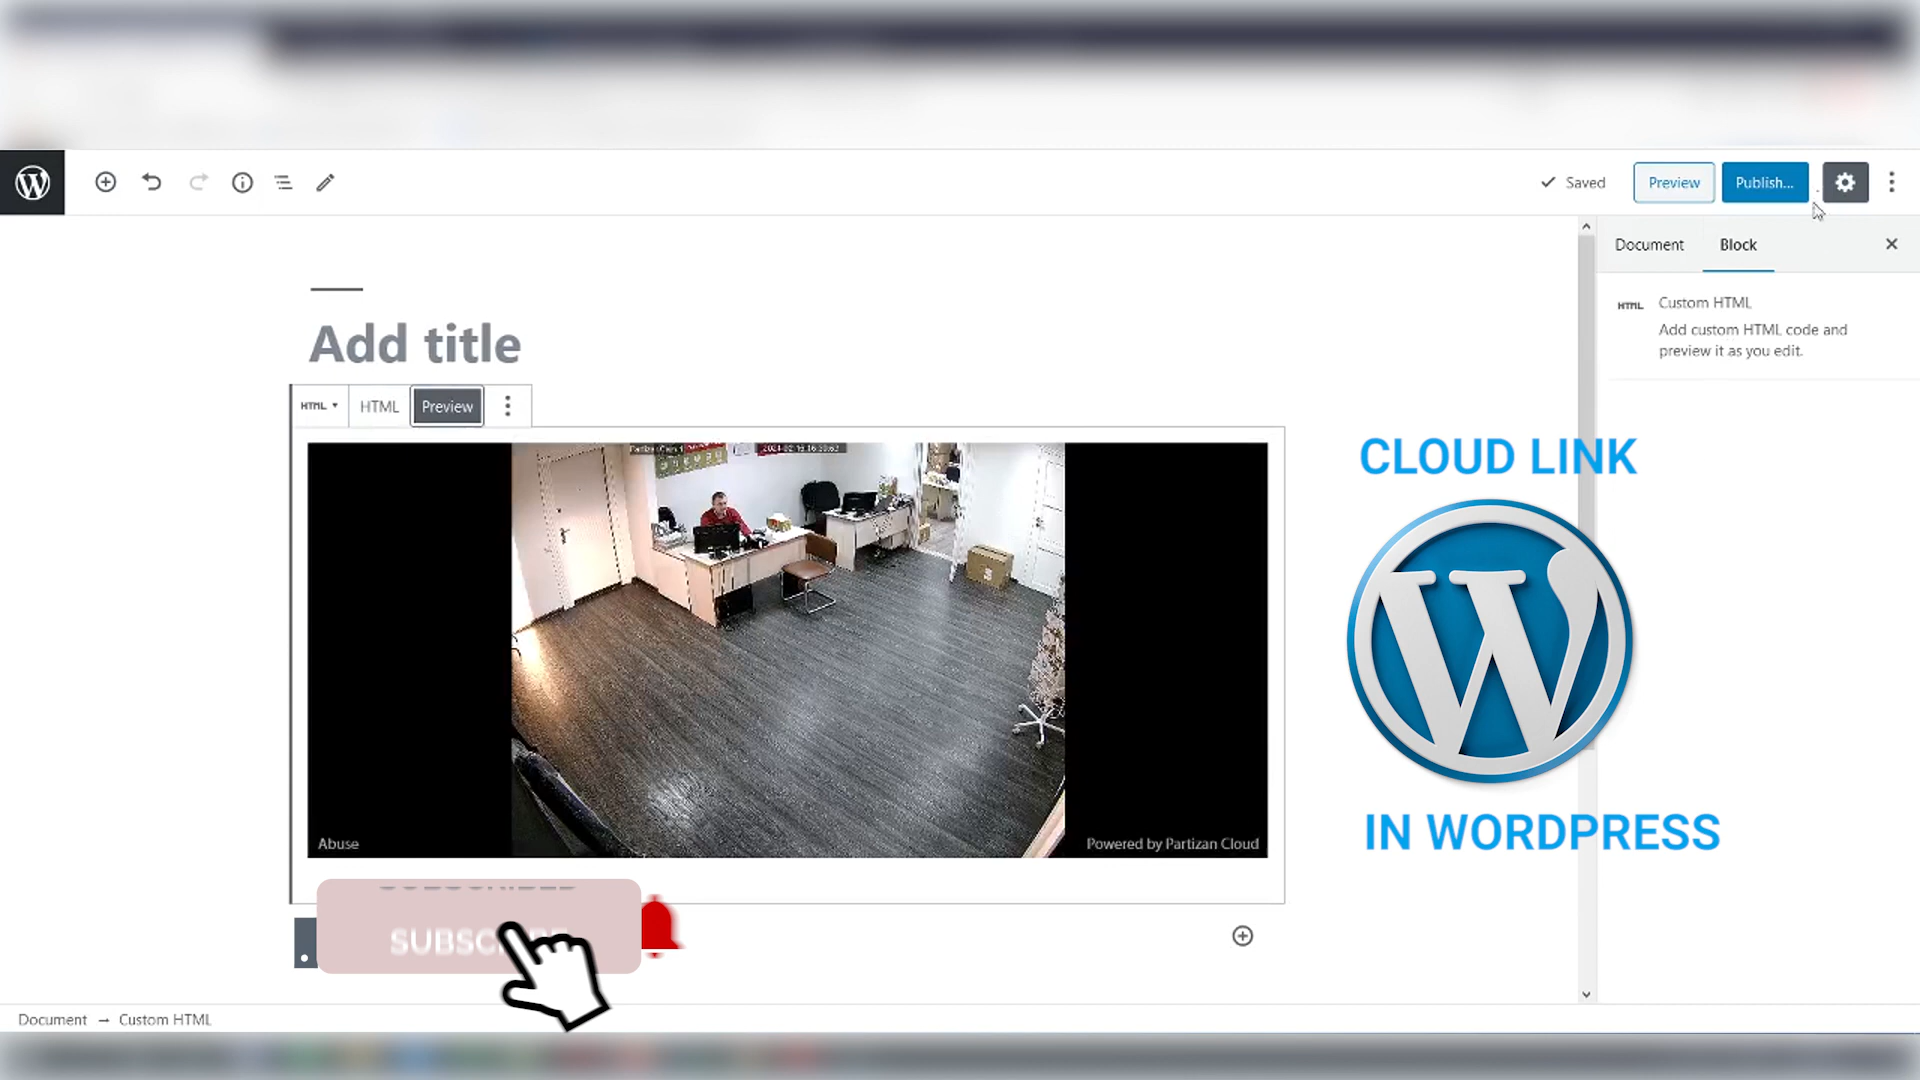 Saved
Preview
Publish...
Document
Block
HTML
Custom HTML
Add custom HTML code and
preview it as you edit.
Add title
HTML
HTML
Preview
CLOUD LINK
IN WORDPRESS
Abuse
Powered by Partizan Cloud
Document → Custom HTML